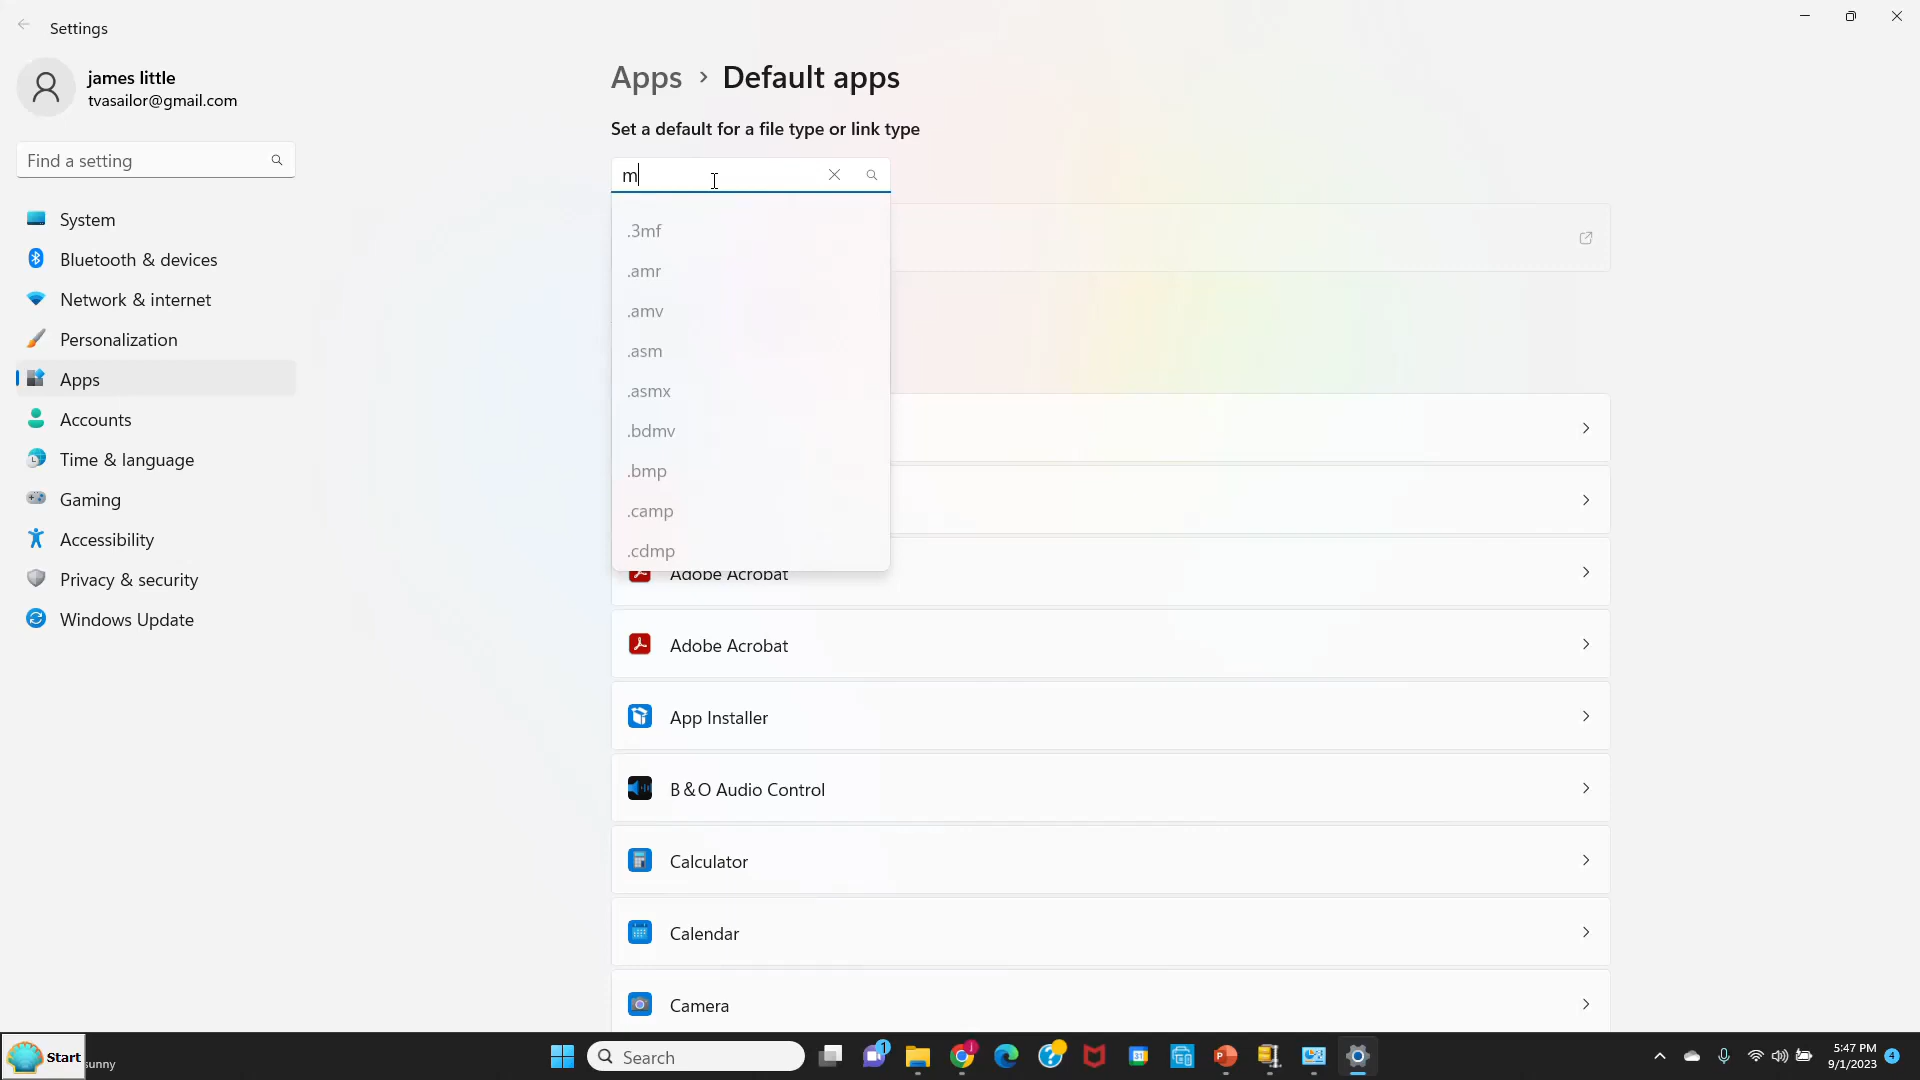 Settings
james little
tvasailor@gmail.com
Find a setting
System
Bluetooth & devices
Network & internet
Personalization
Apps
Accounts
Time & language
Gaming
Accessibility
Privacy & security
Windows Update
Apps › Default apps
Set a default for a file type or link type
m
.3mf
.amr
.amv
.asm
.asmx
.bdmv
.bmp
.camp
.cdmp
Adobe Acrobat
Adobe Acrobat
App Installer
B&O Audio Control
Calculator
Calendar
Camera
Start
sunny
Search
1
j
?
31
P
5:47 PM
9/1/2023
4